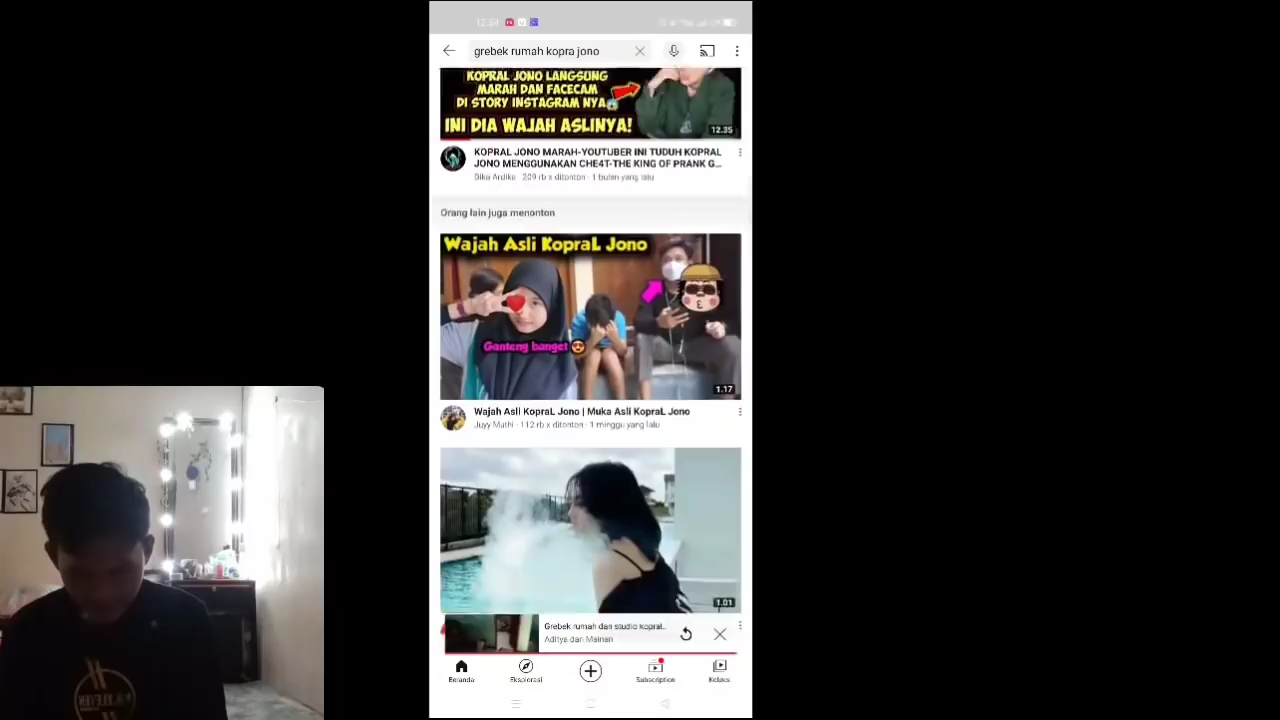 12.54
grebek rumah kopra jono
KOPRAL JONO LANGSUNG
MARAH DAN FACECAM
DI STORY INSTAGRAM NYA
INI DIA WAJAH ASLINYA!
12.35
KOPRAL JONO MARAH-YOUTUBER INI TUDUH KOPRAL
JONO MENGGUNAKAN CHE4T-THE KING OF PRANK G...
Dika Ardika · 209 rb x ditonton · 1 bulan yang lalu
Orang lain juga menonton
Wajah Asli KopraL Jono
Ganteng banget
1.17
Wajah Asli KopraL Jono | Muka Asli KopraL Jono
Juyy Muthi · 112 rb x ditonton · 1 minggu yang lalu
1.01
Grebek rumah dan studio kopral...
Aditya dan Mainan
Beranda
Eksplorasi
Subscription
Koleksi